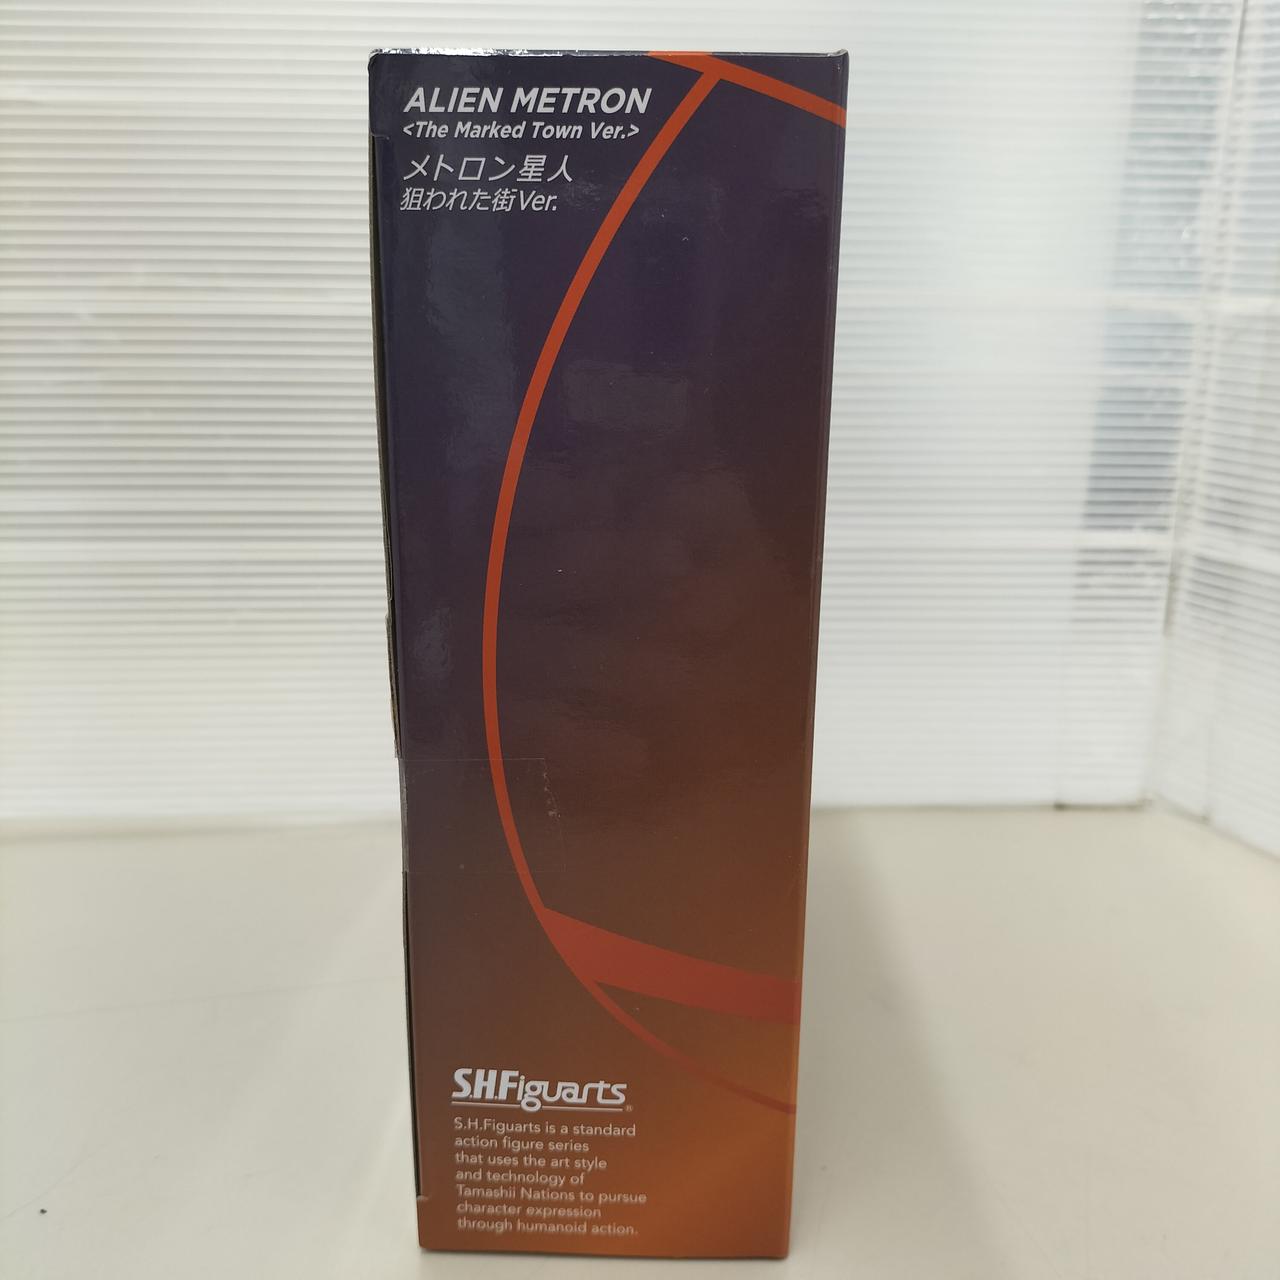 ALIEN METRON
<The Marked Town Ver.>
メトロン星人
狙われた街Ver.
S.H.Figuarts®
S.H.Figuarts is a standard
action figure series
that uses the art style
and technology of
Tamashii Nations to pursue
character expression
through humanoid action.